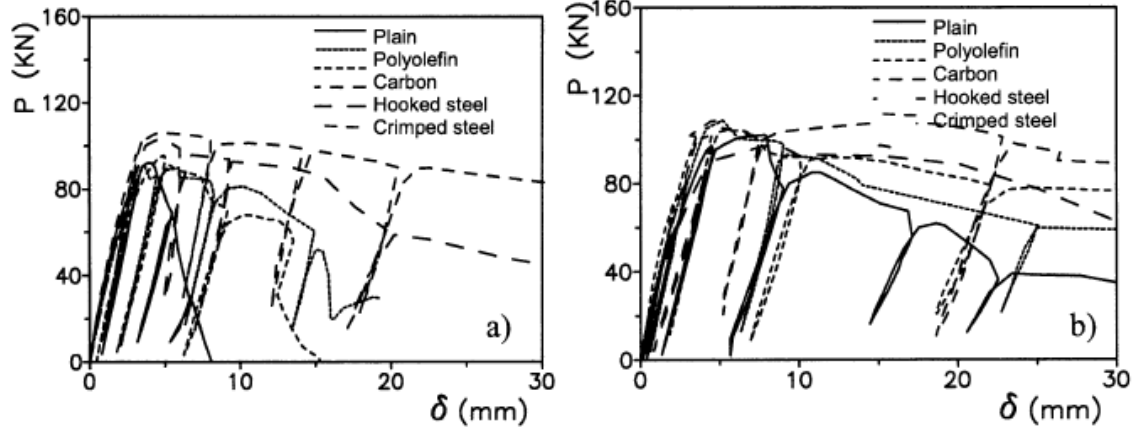 160
120
80
40
0
P (KN)
Plain
Polyolefin
Carbon
Hooked steel
Crimped steel
a)
0 10 20 30
δ (mm)
160
120
80
40
0
P (KN)
Plain
Polyolefin
Carbon
Hooked steel
Crimped steel
b)
0 10 20 30
δ (mm)